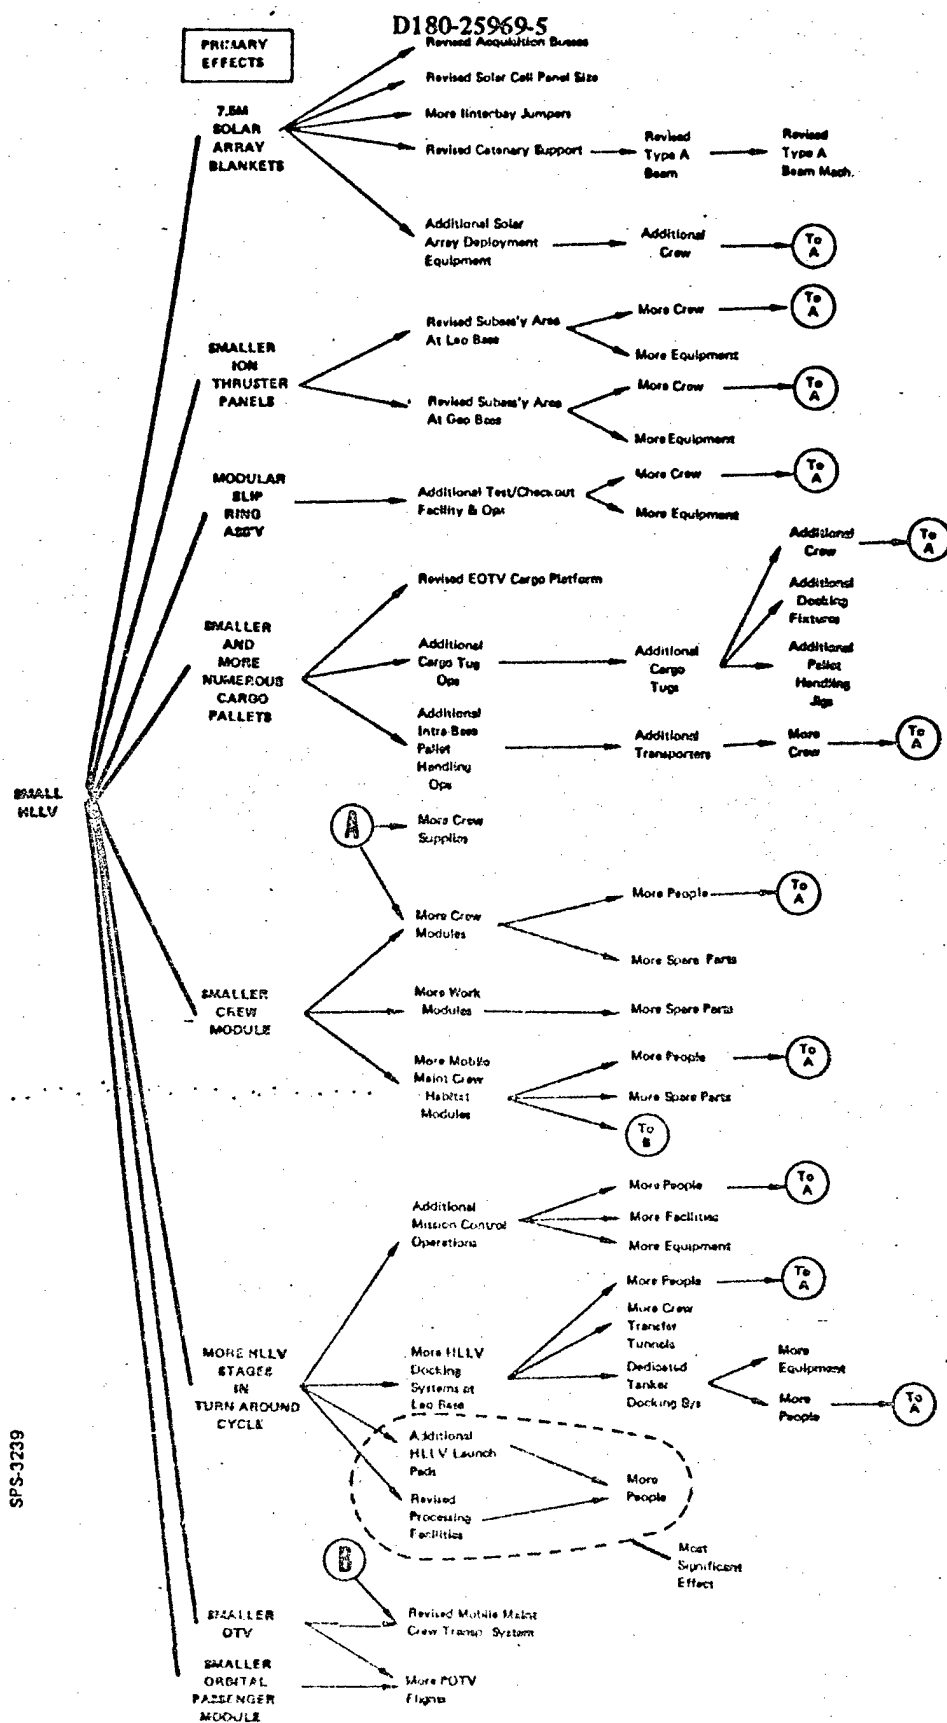 D180-25969-5
PRIMARY
EFFECTS
7.5M
SOLAR
ARRAY
BLANKETS
Revised Acquisition Busses
Revised Solar Cell Panel Size
More Iinterbay Jumpers
Revised Catenary Support
Revised
Type A
Beam
Revised
Type A
Beam Mach.
Additional Solar
Array Deployment
Equipment
Additional
Crew
To
A
SMALLER
ION
THRUSTER
PANELS
Revised Subass'y Area
At Leo Base
More Crew
To
A
More Equipment
Revised Subass'y Area
At Geo Base
More Crew
To
A
More Equipment
MODULAR
SLIP
RING
ASS'Y
Additional Test/Checkout
Facility & Ops
More Crew
To
A
More Equipment
SMALLER
AND
MORE
NUMEROUS
CARGO
PALLETS
Revised EOTV Cargo Platform
Additional
Cargo Tug
Ops
Additional
Cargo
Tugs
Additional
Crew
To
A
Additional
Docking
Fixtures
Additional
Pallet
Handling
Jigs
Additional
Intra-Base
Pallet
Handling
Ops
Additional
Transporters
More
Crew
To
A
SMALL
HLLV
A
More Crew
Supplies
SMALLER
CREW
MODULE
More Crew
Modules
More People
To
A
More Spare Parts
More Work
Modules
More Spare Parts
More Mobile
Maint Crew
Habitat
Modules
More People
To
A
More Spare Parts
To
B
MORE HLLV
STAGES
IN
TURN AROUND
CYCLE
Additional
Mission Control
Operations
More People
To
A
More Facilities
More Equipment
More HLLV
Docking
Systems at
Leo Base
More People
To
A
More Crew
Transfer
Tunnels
Dedicated
Tanker
Docking Sys
More
Equipment
More
People
To
A
Additional
HLLV Launch
Pads
Revised
Processing
Facilities
More
People
Most
Significant
Effect
B
SMALLER
OTV
Revised Mobile Maint
Crew Transp. System
SMALLER
ORBITAL
PASSENGER
MODULE
More POTV
Flights
SPS-3239